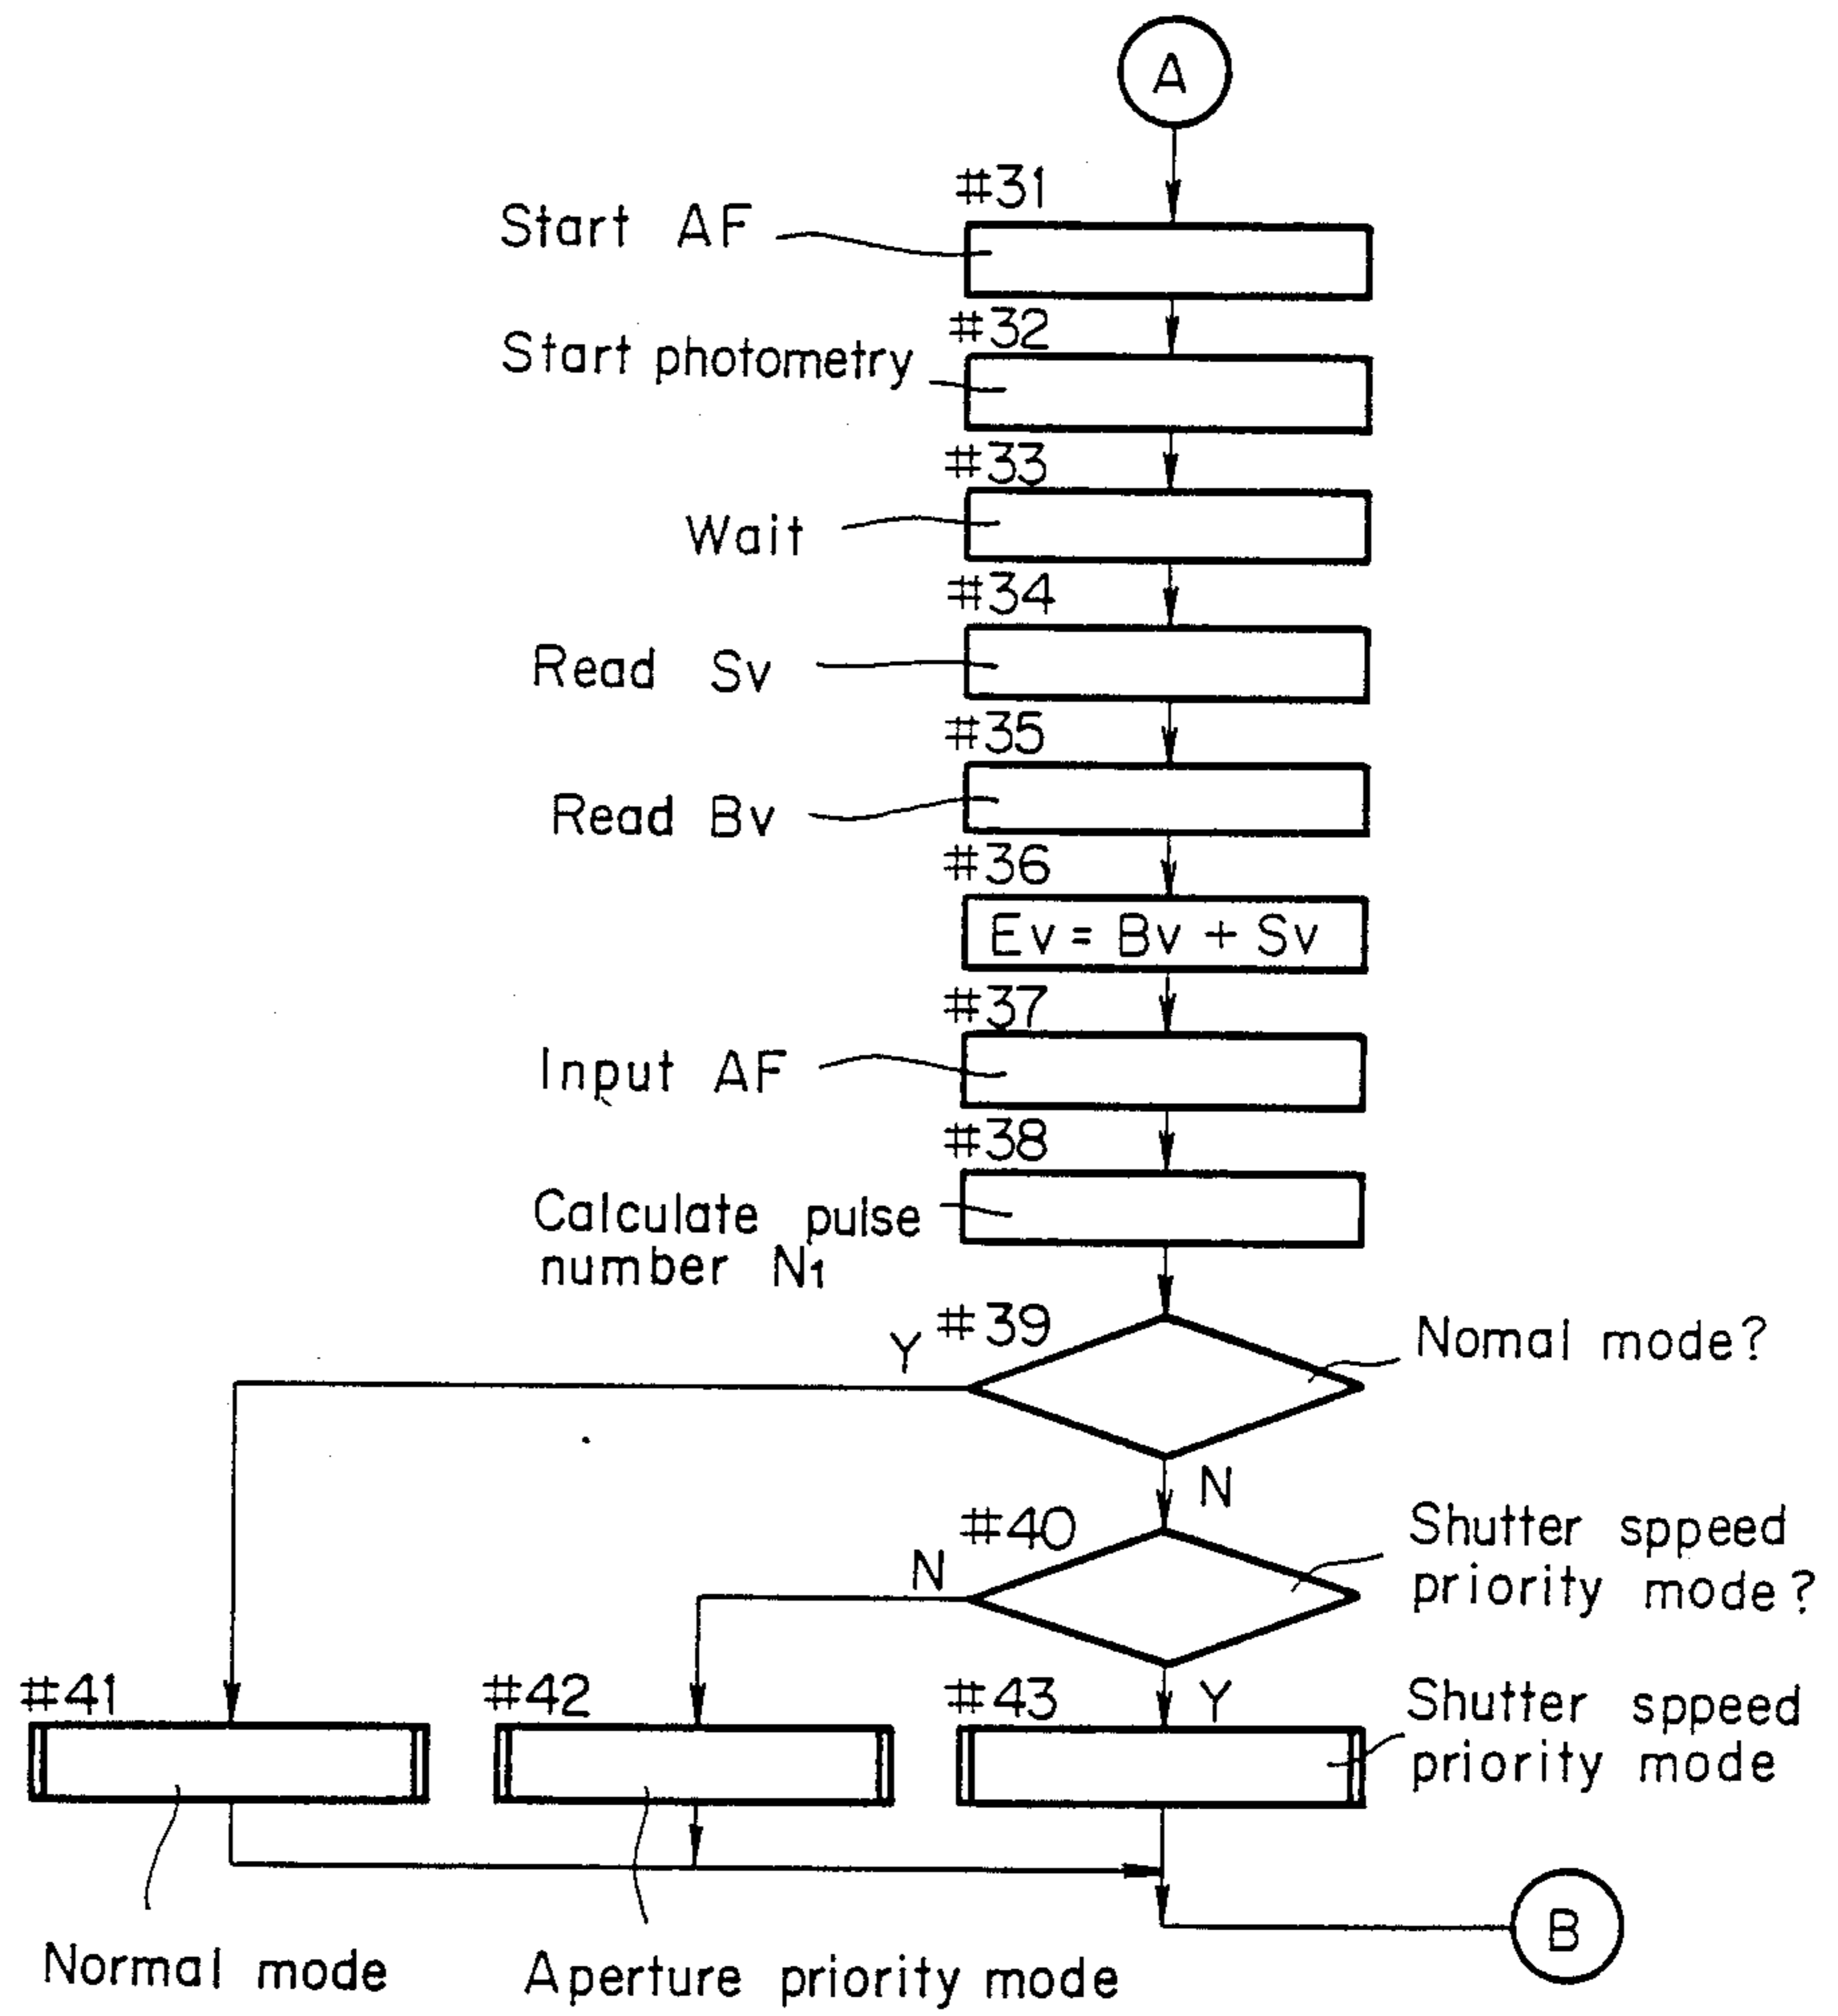 A
#31
Start AF
#32
Start photometry
#33
Wait
#34
Read Sv
#35
Read Bv
#36
Ev = Bv + Sv
#37
Input AF
#38
Calculate pulse
number N1
#39
Y
Nomal mode?
N
#40
N
Shutter sppeed
priority mode?
#41
#42
#43
Y
Shutter sppeed
priority mode
B
Normal mode
Aperture priority mode